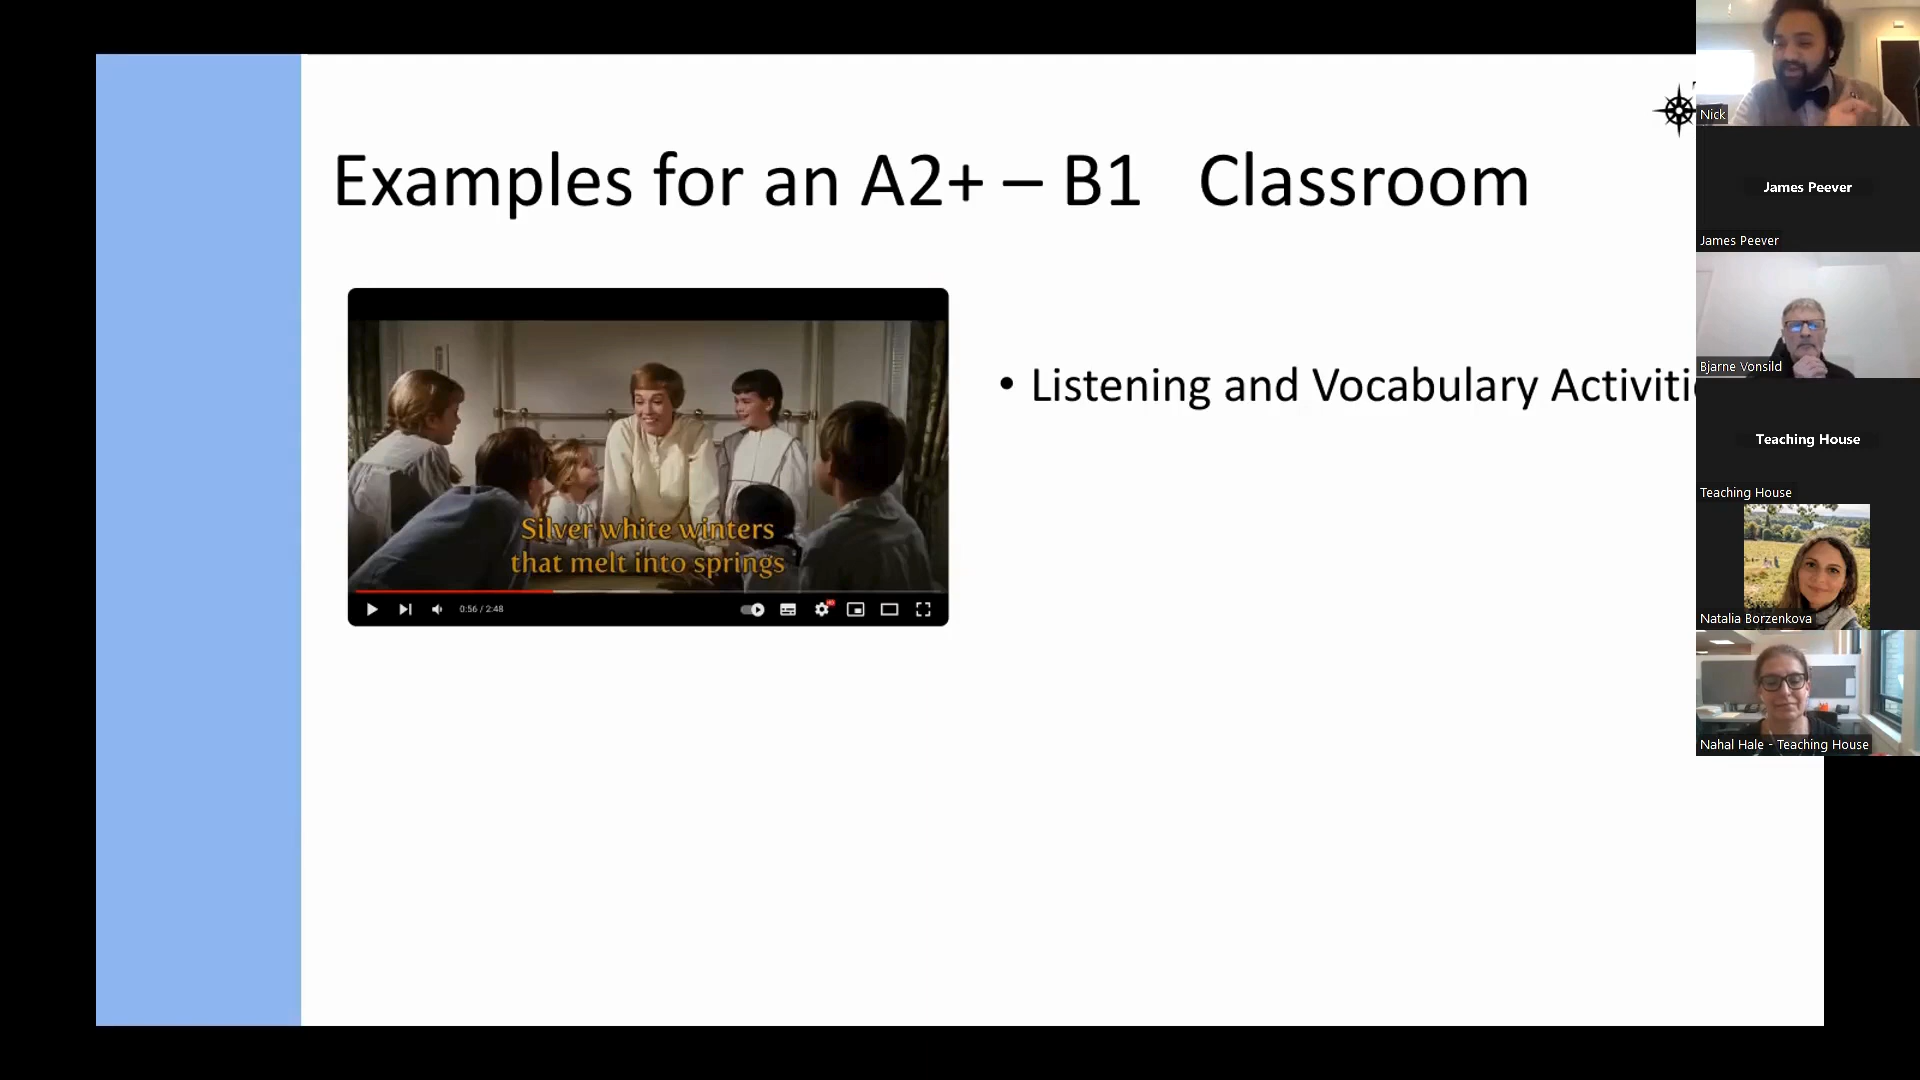 Examples for an A2+ – B1 Classroom
Silver white winters
that melt into springs
0:56 / 2:48
HD
• Listening and Vocabulary
Nick
James Peever
James Peever
Bjarne Vonsild
Teaching House
Teaching House
Natalia Borzenkova
Nahal Hale - Teaching House